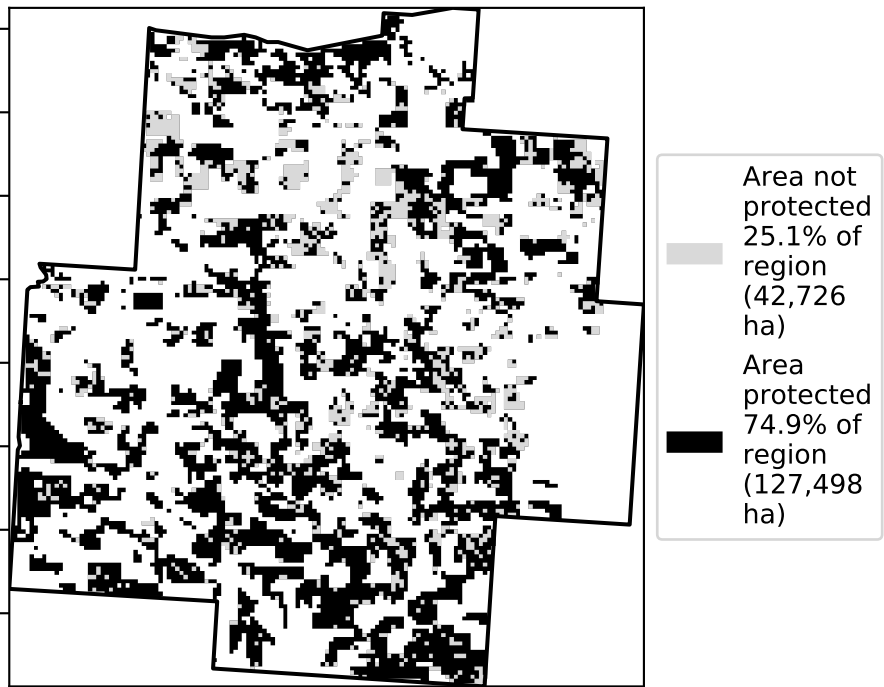 Area not
protected
25.1% of
region
(42,726
ha)
Area
protected
74.9% of
region
(127,498
ha)